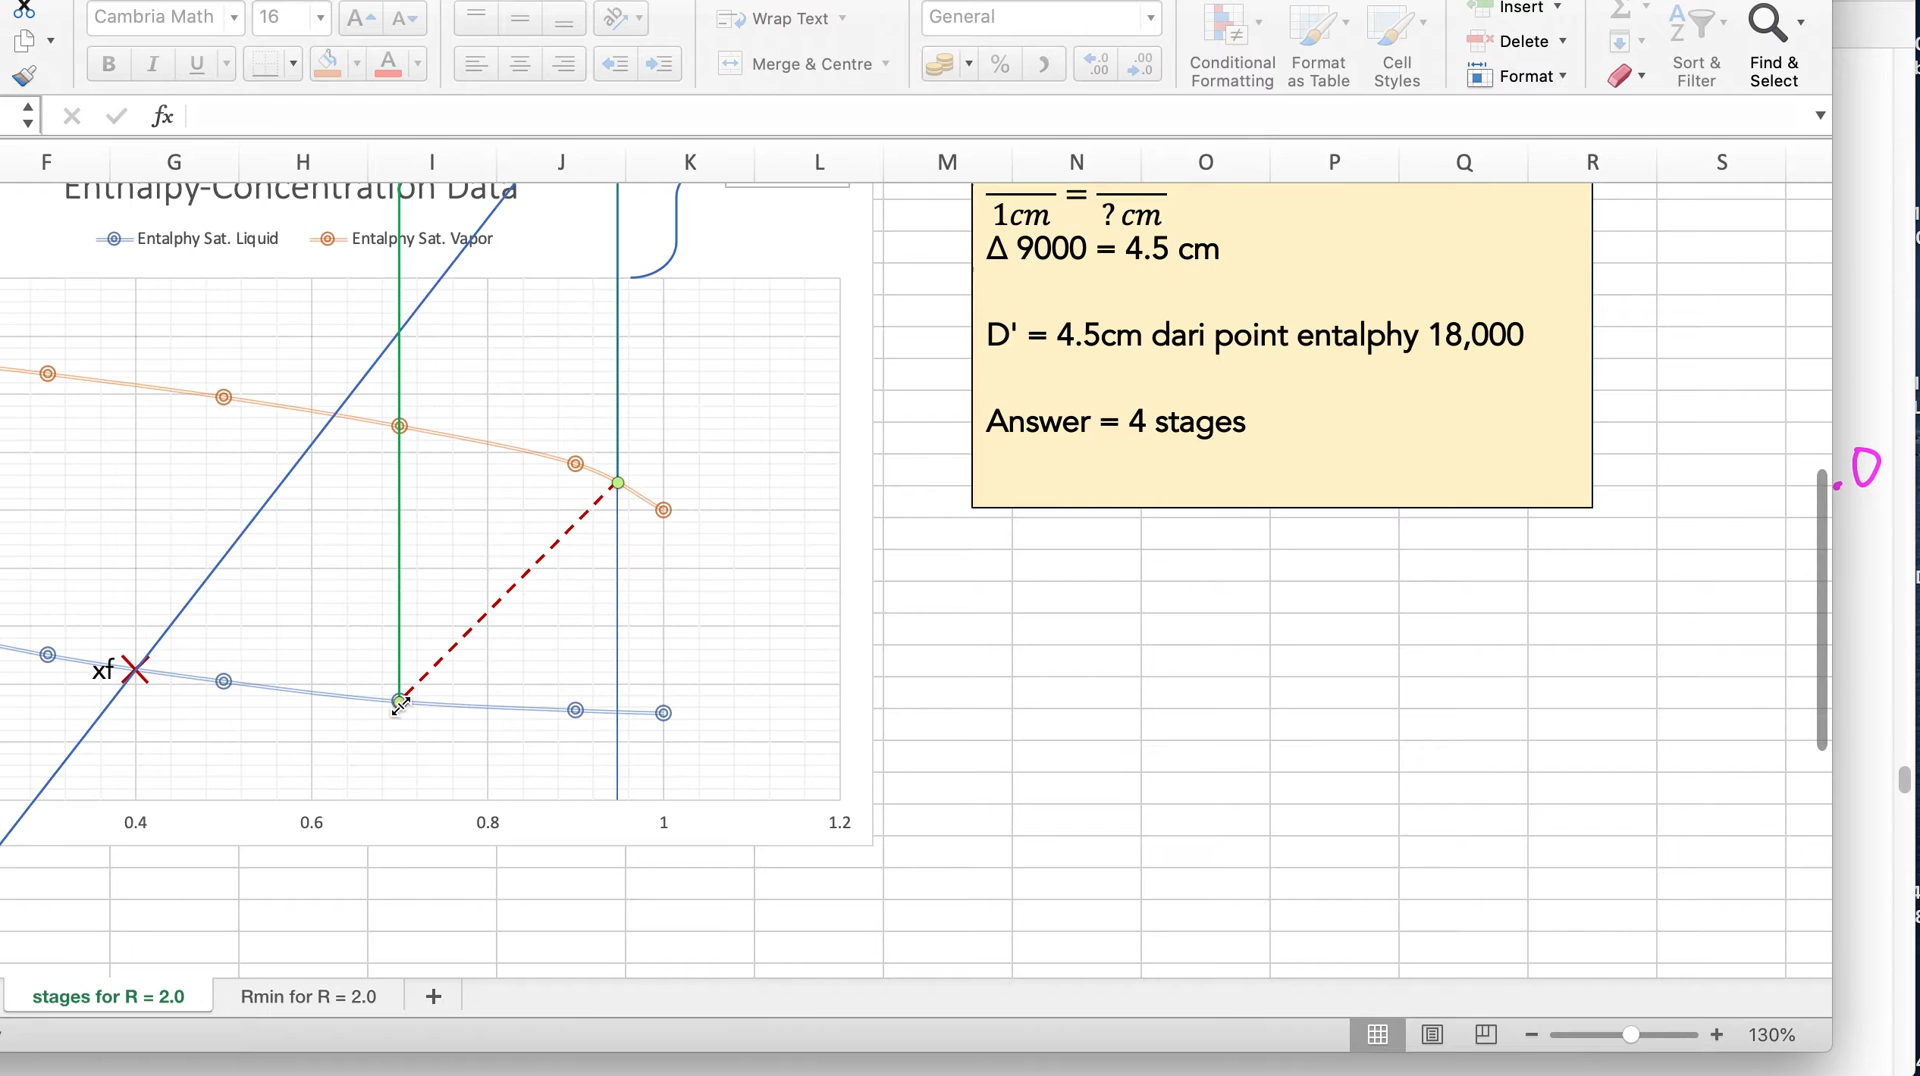 Cambria Math
16
A
A
Wrap Text
General
Insert
Delete
Format
B
I
U
A
Merge & Centre
%
Conditional
Formatting
Format
as Table
Cell
Styles
Sort &
Filter
Find &
Select
fx
F G H I J K L M N O P Q R S
Enthalpy-Concentration Data
Entalphy Sat. Liquid
Entalphy Sat. Vapor
1cm = ? cm
Δ 9000 = 4.5 cm
D' = 4.5cm dari point entalphy 18,000
Answer = 4 stages
.0
xf
0.4 0.6 0.8 1 1.2
stages for R = 2.0
Rmin for R = 2.0
+
130%